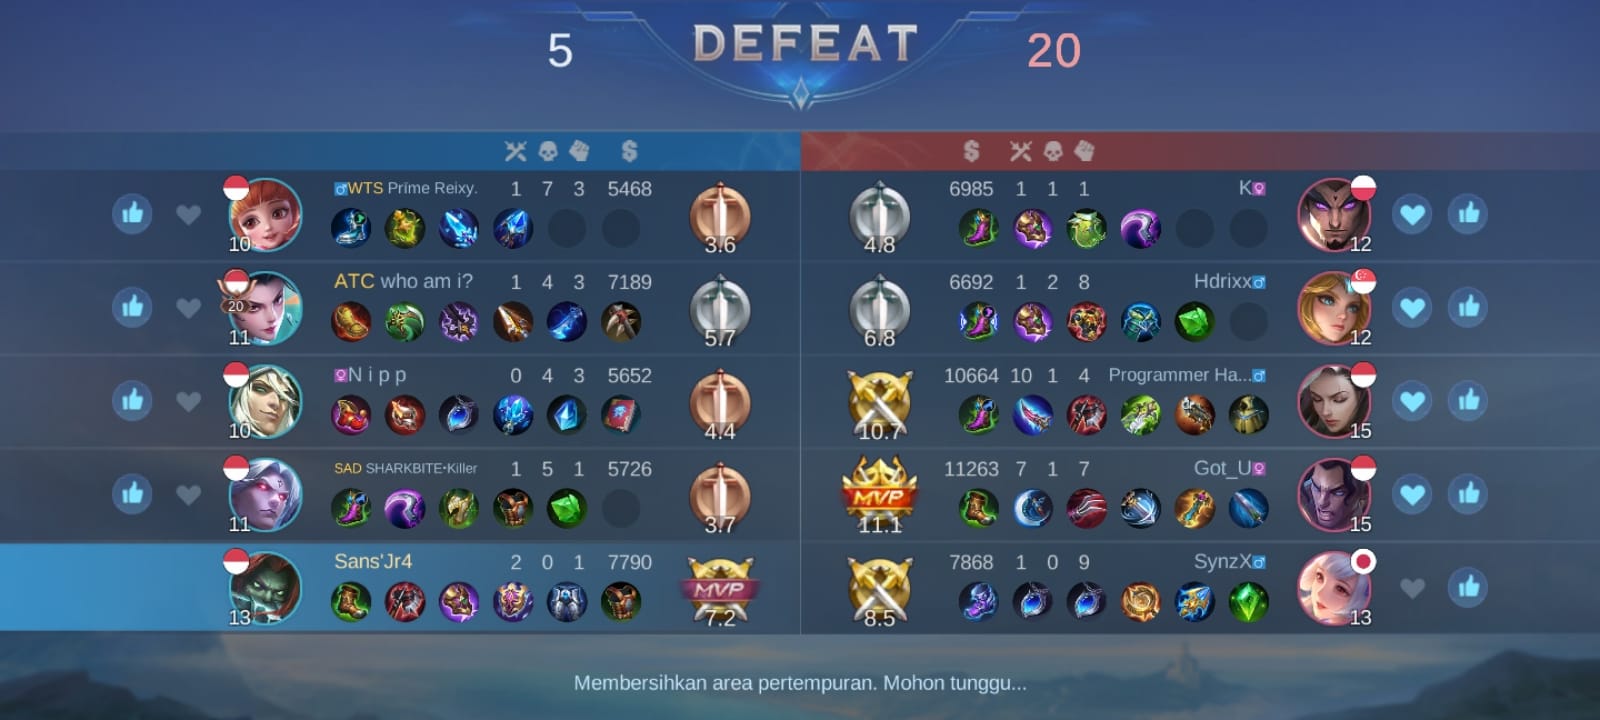 5 DEFEAT 20
WTS Prime Reixy. 1 7 3 5468
10 3.6
4.8 6985 1 1 1 K
12
ATC who am i? 1 4 3 7189
20
11 5.7
6.8 6692 1 2 8 Hdrixx
12
N i p p 0 4 3 5652
10 4.4
10.7 10664 10 1 4 Programmer Ha...
15
SAD SHARKBITE•Killer 1 5 1 5726
11 3.7
MVP 11.1 11263 7 1 7 Got_U
15
Sans'Jr4 2 0 1 7790
13 MVP 7.2
8.5 7868 1 0 9 SynzX
13
Membersihkan area pertempuran. Mohon tunggu...